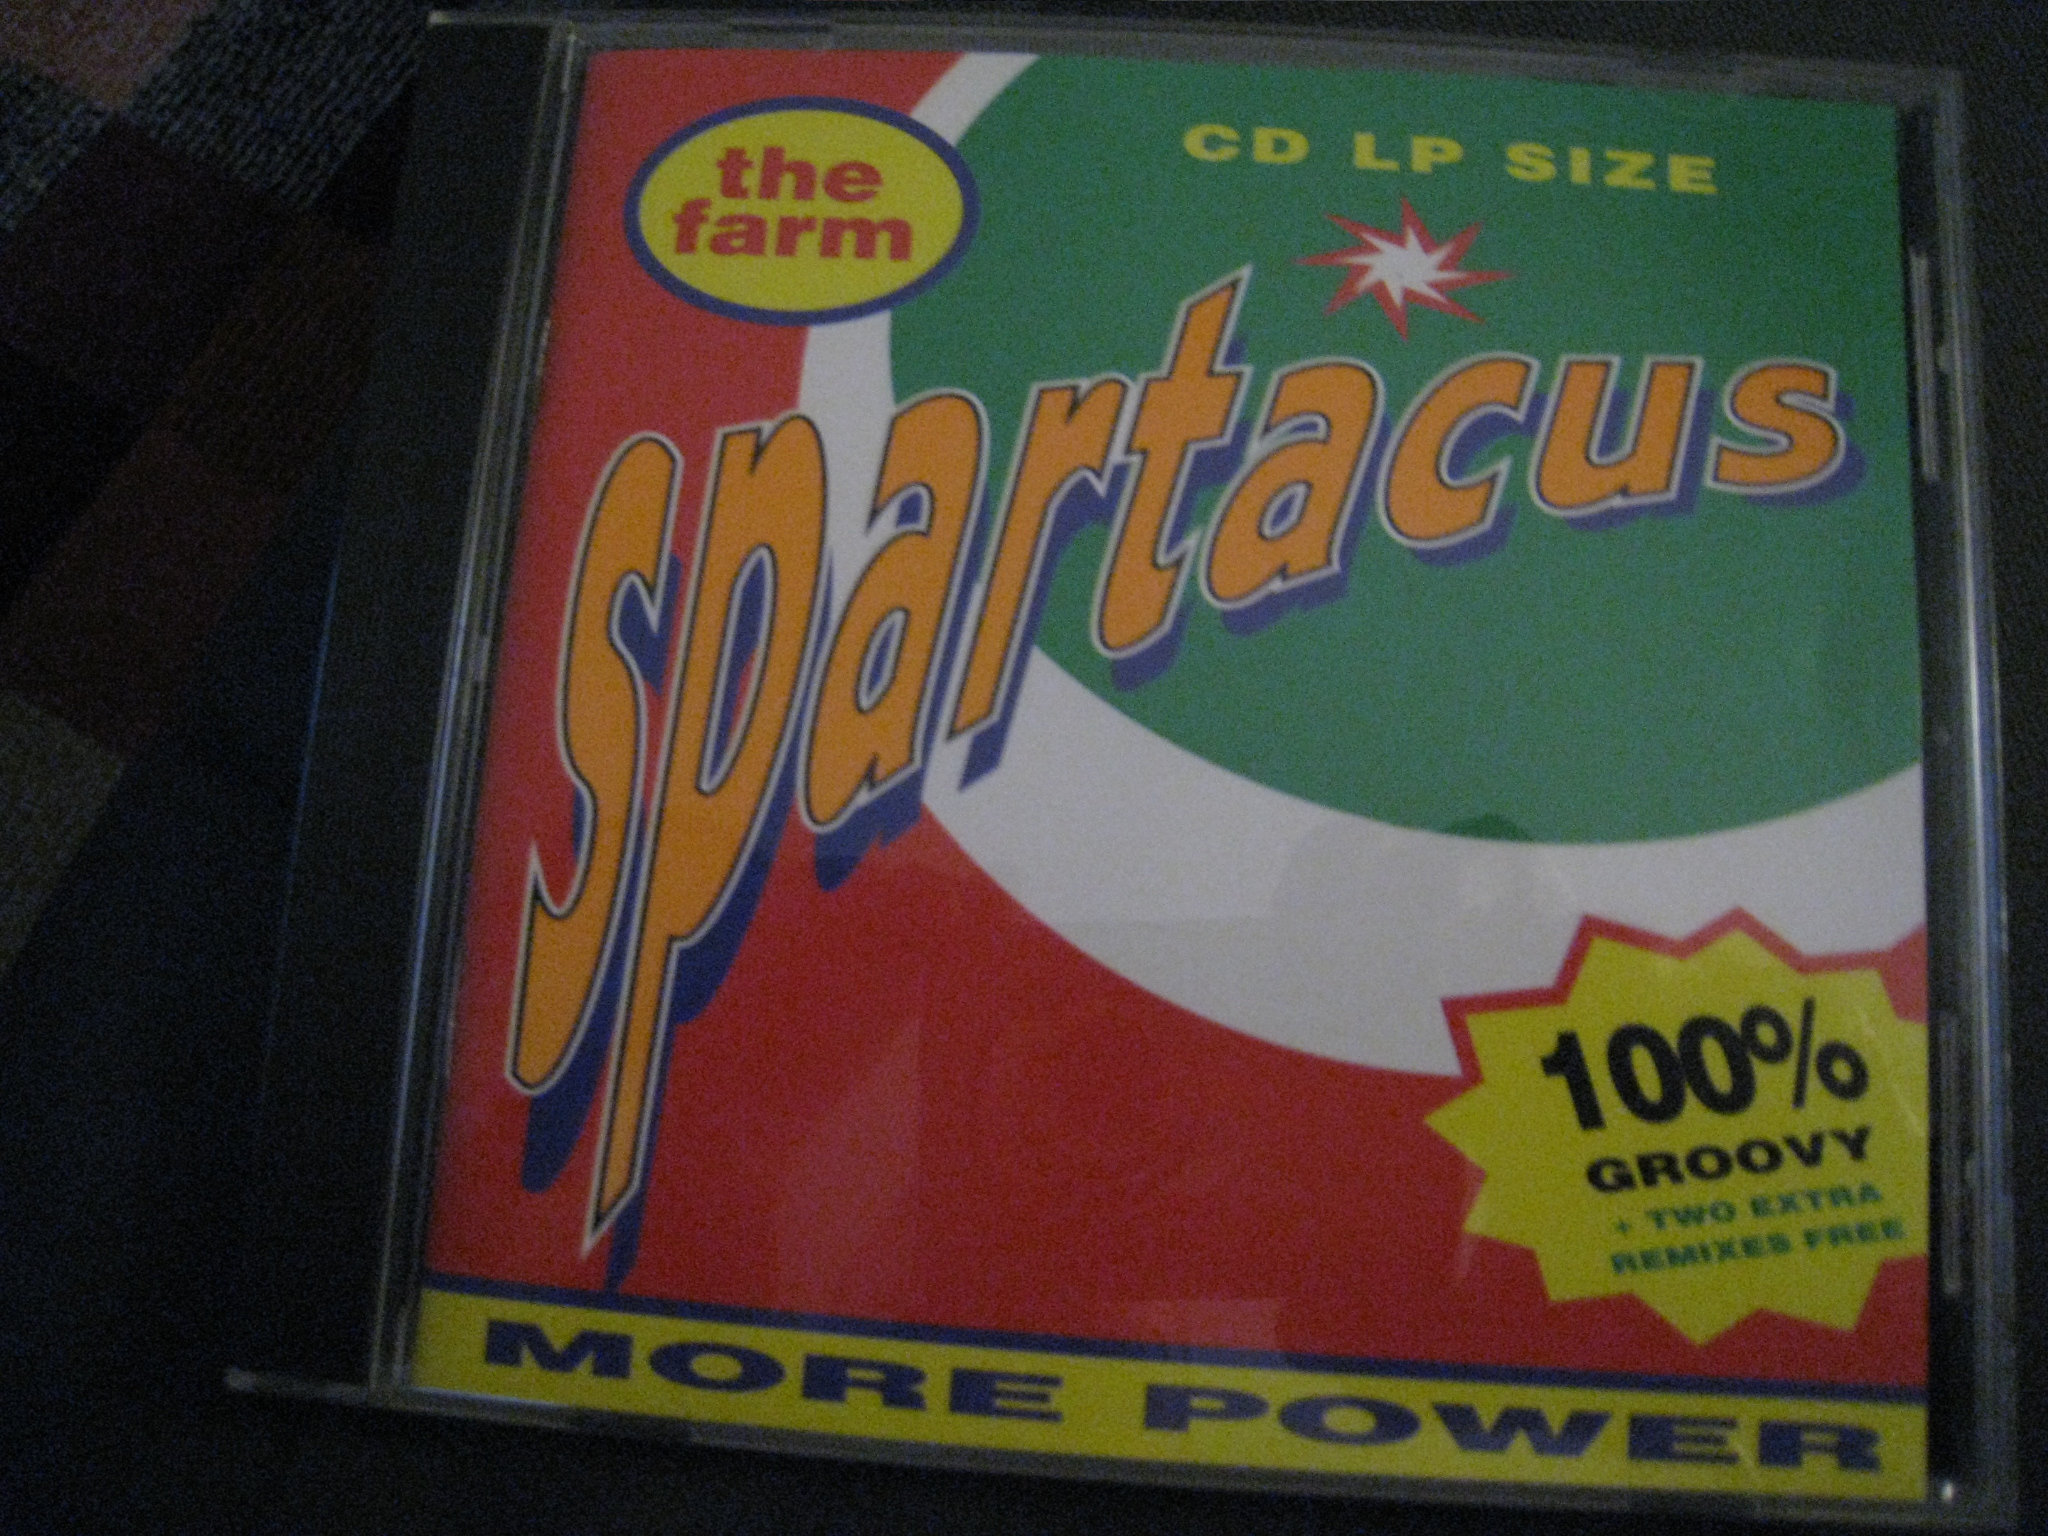 the
farm
CD LP SIZE
spartacus
100%
GROOVY
+ TWO EXTRA
REMIXES FREE
MORE POWER